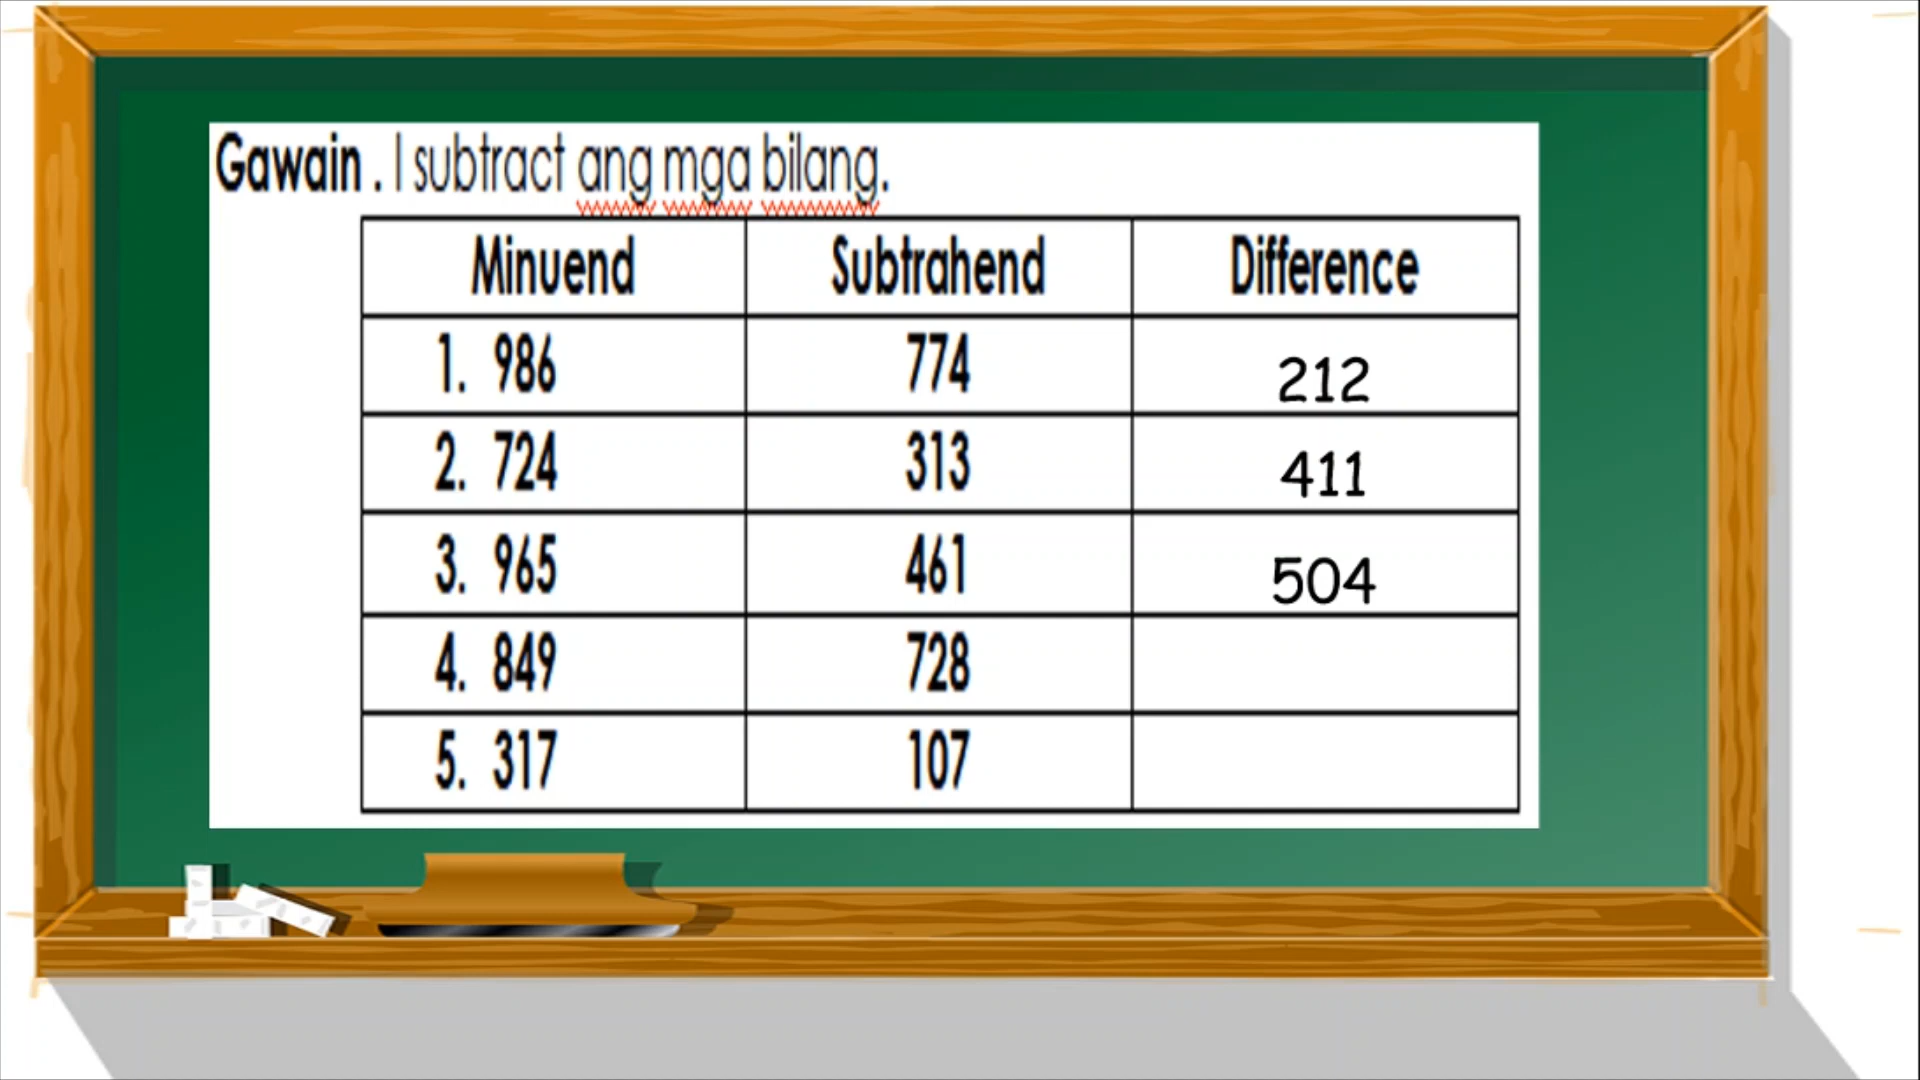 Gawain . I subtract ang mga bilang.
Minuend Subtrahend Difference
1. 986 774 212
2. 724 313 411
3. 965 461 504
4. 849 728
5. 317 107